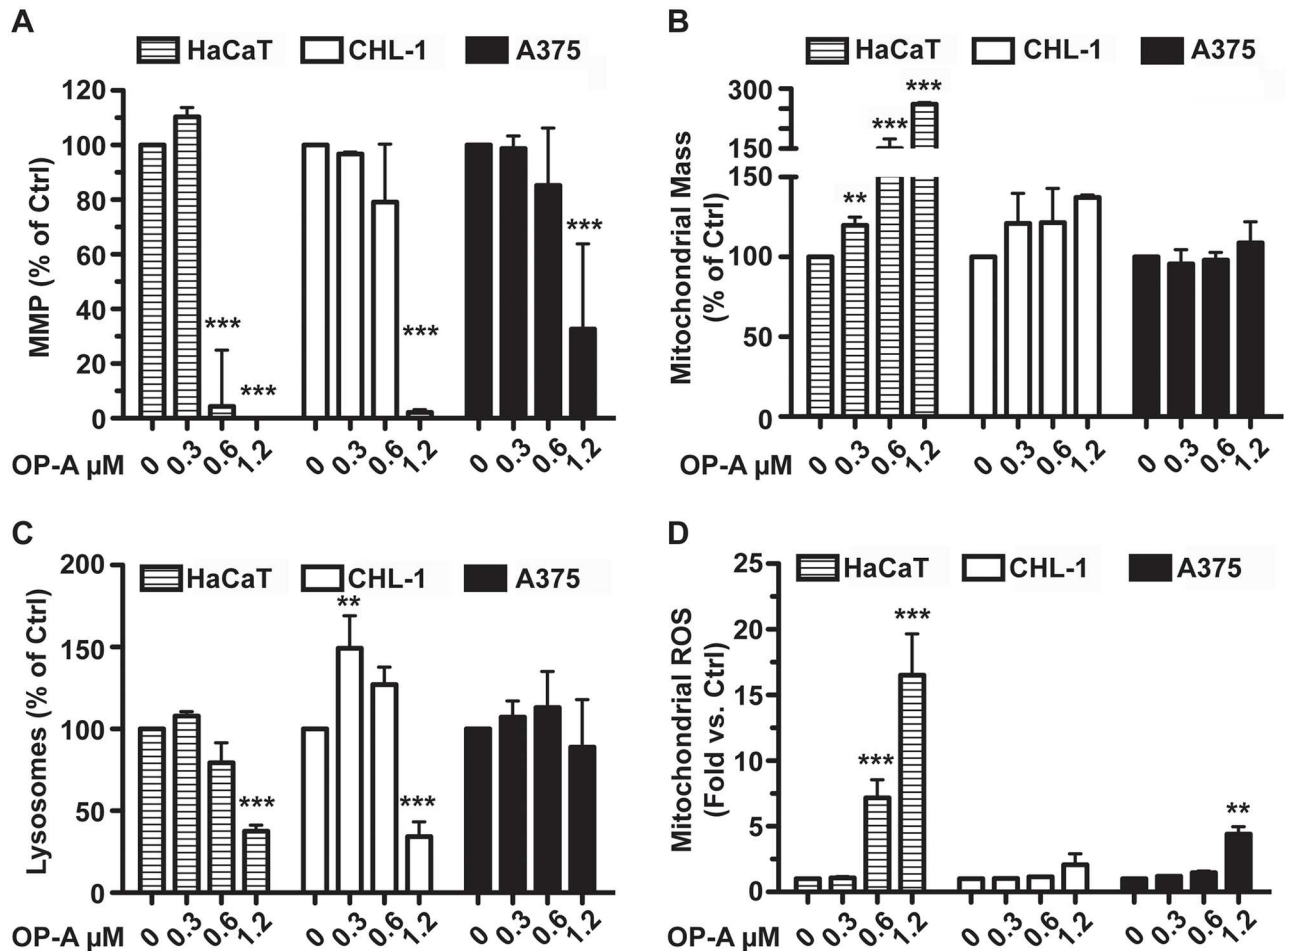 A
HaCaT CHL-1 A375
MMP (% of Ctrl)
120
100
80
60
40
20
0
*** *** *** ***
OP-A µM 0 0.3 0.6 1.2 0 0.3 0.6 1.2 0 0.3 0.6 1.2
B
HaCaT CHL-1 A375
Mitochondrial Mass
(% of Ctrl)
300
150
150
100
50
0
** *** ***
OP-A µM 0 0.3 0.6 1.2 0 0.3 0.6 1.2 0 0.3 0.6 1.2
C
HaCaT CHL-1 A375
Lysosomes (% of Ctrl)
200
150
100
50
0
*** ** ***
OP-A µM 0 0.3 0.6 1.2 0 0.3 0.6 1.2 0 0.3 0.6 1.2
D
HaCaT CHL-1 A375
Mitochondrial ROS
(Fold vs. Ctrl)
25
20
15
10
5
0
*** *** **
OP-A µM 0 0.3 0.6 1.2 0 0.3 0.6 1.2 0 0.3 0.6 1.2